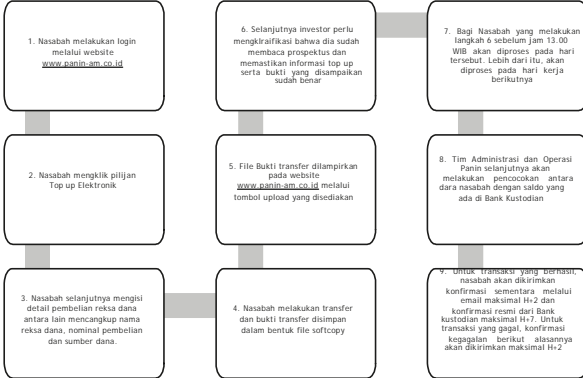 1. Nasabah melakukan login
melalui website
www.panin-am.co.id
2. Nasabah mengklik pilijan
Top up Elektronik
3. Nasabah selanjutnya mengisi
detail pembelian reksa dana
antara lain mencangkup nama
reksa dana, nominal pembelian
dan sumber dana.
4. Nasabah melakukan transfer
dan bukti transfer disimpan
dalam bentuk file softcopy
5. File Bukti transfer dilampirkan
pada website
www.panin-am.co.id melalui
tombol upload yang disediakan
6. Selanjutnya investor perlu
mengklraifikasi bahwa dia sudah
membaca prospektus dan
memastikan informasi top up
serta bukti yang disampaikan
sudah benar
7. Bagi Nasabah yang melakukan
langkah 6 sebelum jam 13.00
WIB akan diproses pada hari
tersebut. Lebih dari itu, akan
diproses pada hari kerja
berikutnya
8. Tim Administrasi dan Operasi
Panin selanjutnya akan
melakukan pencocokan antara
dara nasabah dengan saldo yang
ada di Bank Kustodian
9. Untuk transaksi yang berhasil,
nasabah akan dikirimkan
konfirmasi sementara melalui
email maksimal H+2 dan
konfirmasi resmi dari Bank
kustodian maksimal H+7. Untuk
transaksi yang gagal, konfirmasi
kegagalan berikut alasannya
akan dikirimkan maksimal H+2